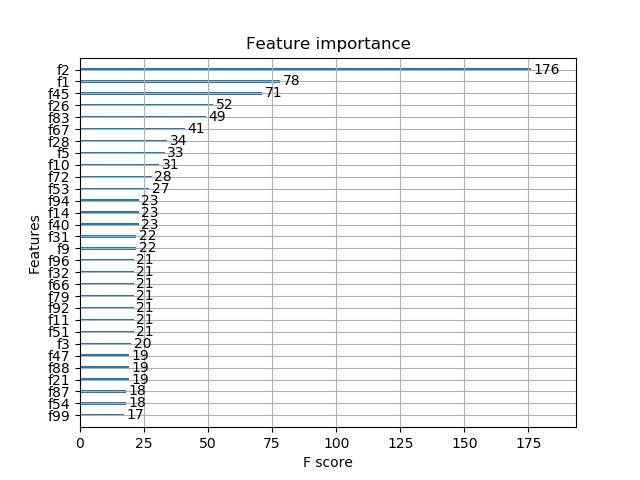 Feature importance
Features
f2 176
f1 78
f45 71
f26 52
f83 49
f67 41
f28 34
f5 33
f10 31
f72 28
f53 27
f94 23
f14 23
f40 23
f31 22
f9 22
f96 21
f32 21
f66 21
f79 21
f92 21
f11 21
f51 21
f3 20
f47 19
f88 19
f21 19
f87 18
f54 18
f99 17
0 25 50 75 100 125 150 175
F score